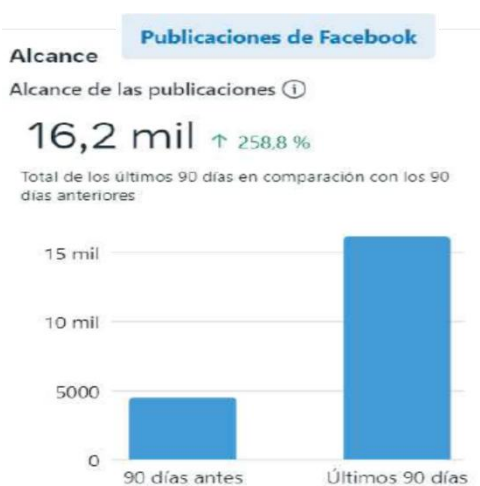 Publicaciones de Facebook
Alcance
Alcance de las publicaciones
16,2 mil ↑ 258,8 %
Total de los últimos 90 días en comparación con los 90
días anteriores
15 mil
10 mil
5000
0
90 días antes Últimos 90 días